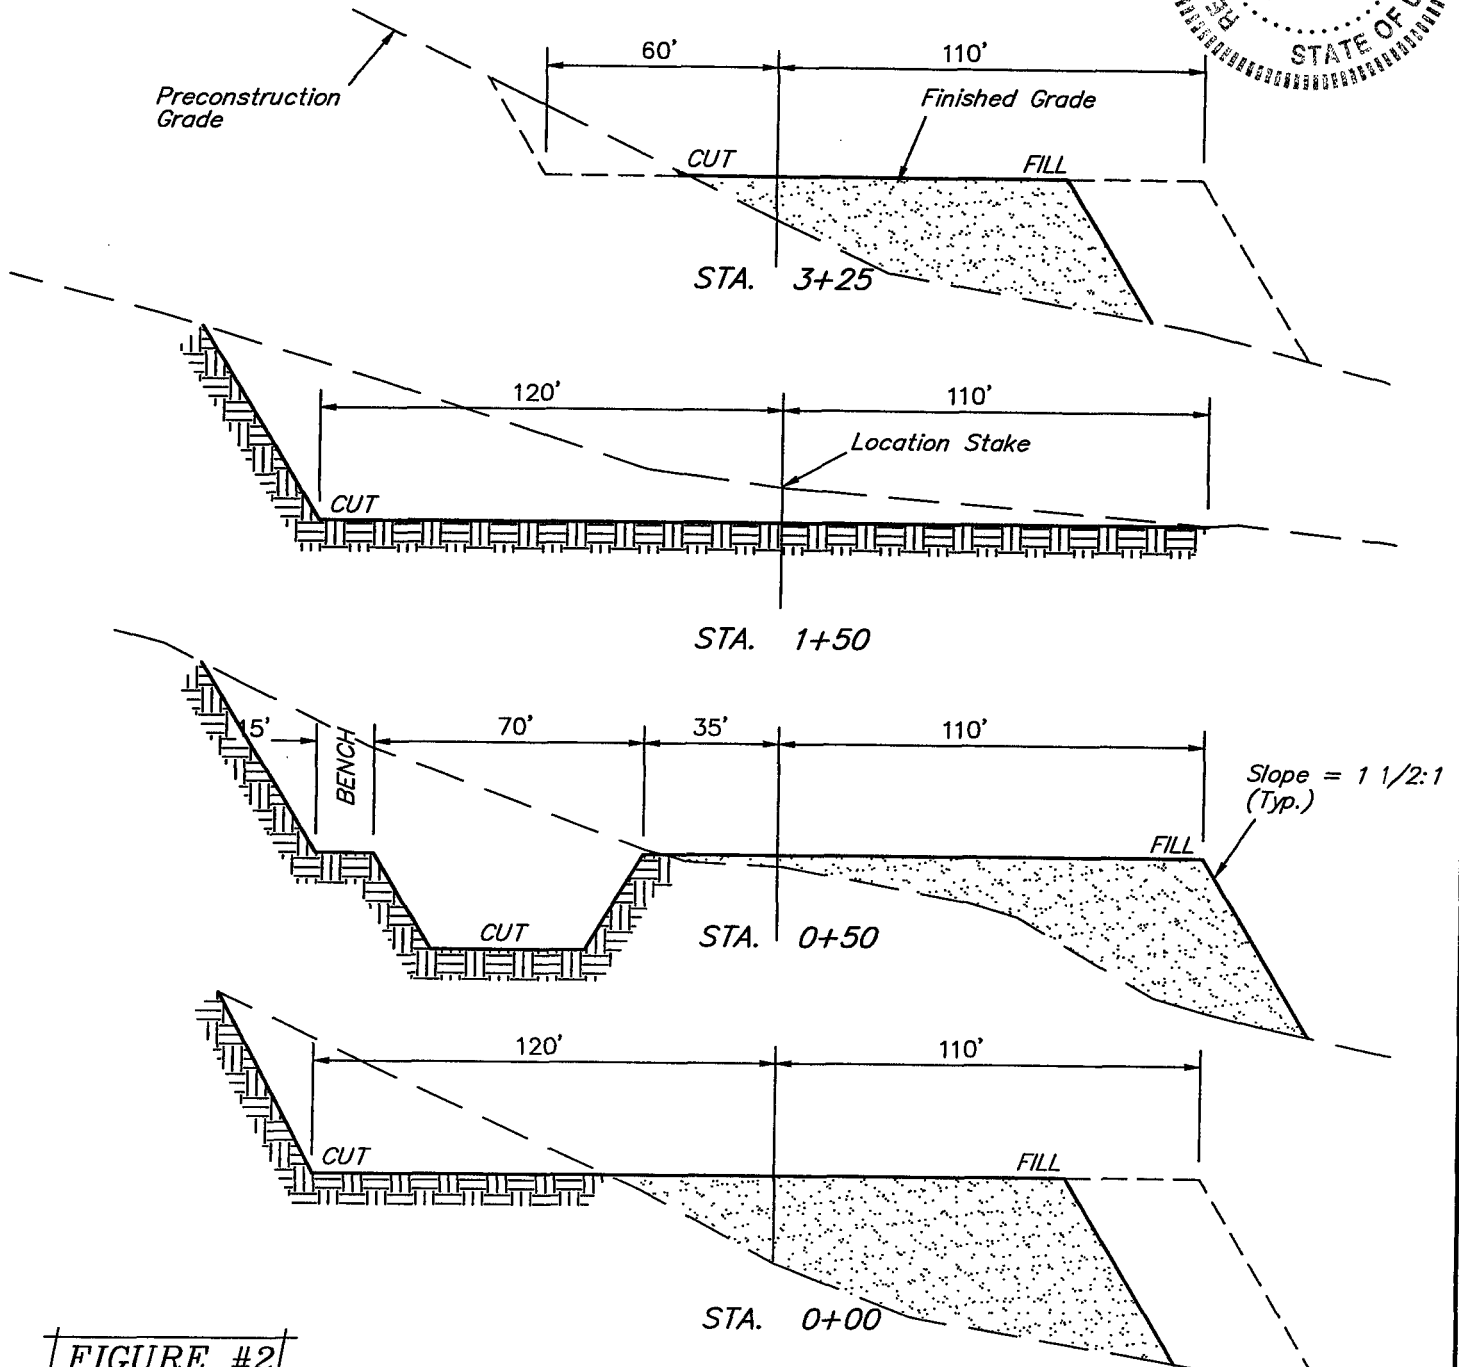 RE
STATE OF U
60' 110'
Preconstruction
Grade
Finished Grade
CUT FILL
STA. 3+25
120' 110'
Location Stake
CUT
STA. 1+50
15' BENCH 70' 35' 110'
Slope = 1 1/2:1
(Typ.)
FILL
CUT
STA. 0+50
120' 110'
CUT FILL
STA. 0+00
FIGURE #2